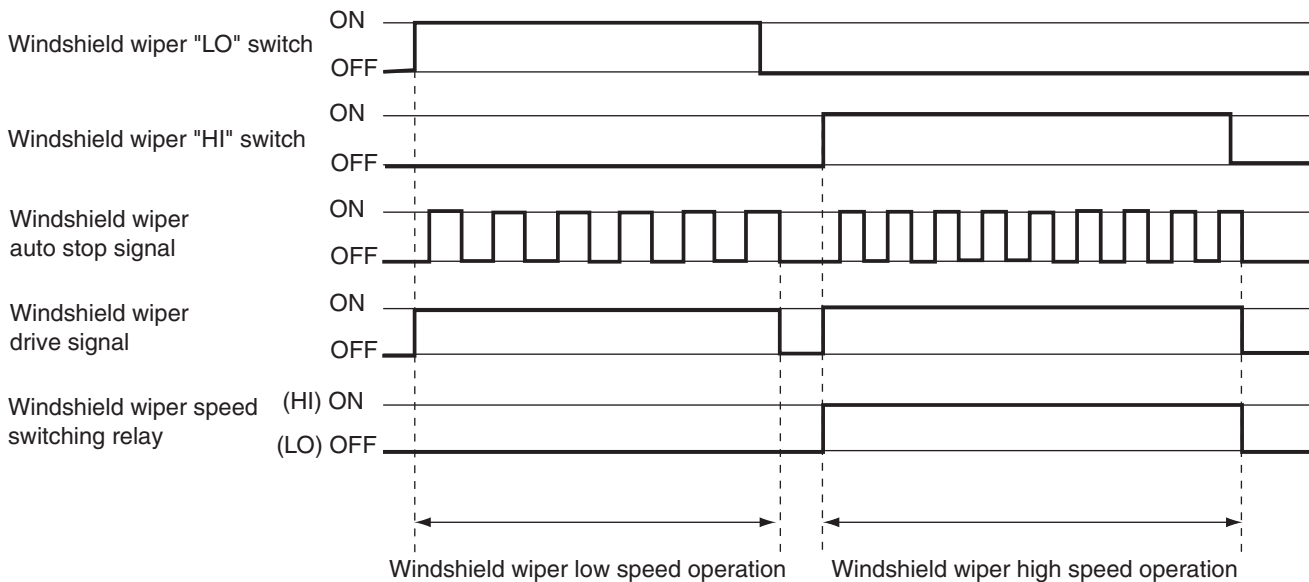 ON
Windshield wiper "LO" switch
OFF
ON
Windshield wiper "HI" switch
OFF
ON
Windshield wiper
auto stop signal
OFF
ON
Windshield wiper
drive signal
OFF
(HI) ON
Windshield wiper speed
switching relay
(LO) OFF
Windshield wiper low speed operation
Windshield wiper high speed operation